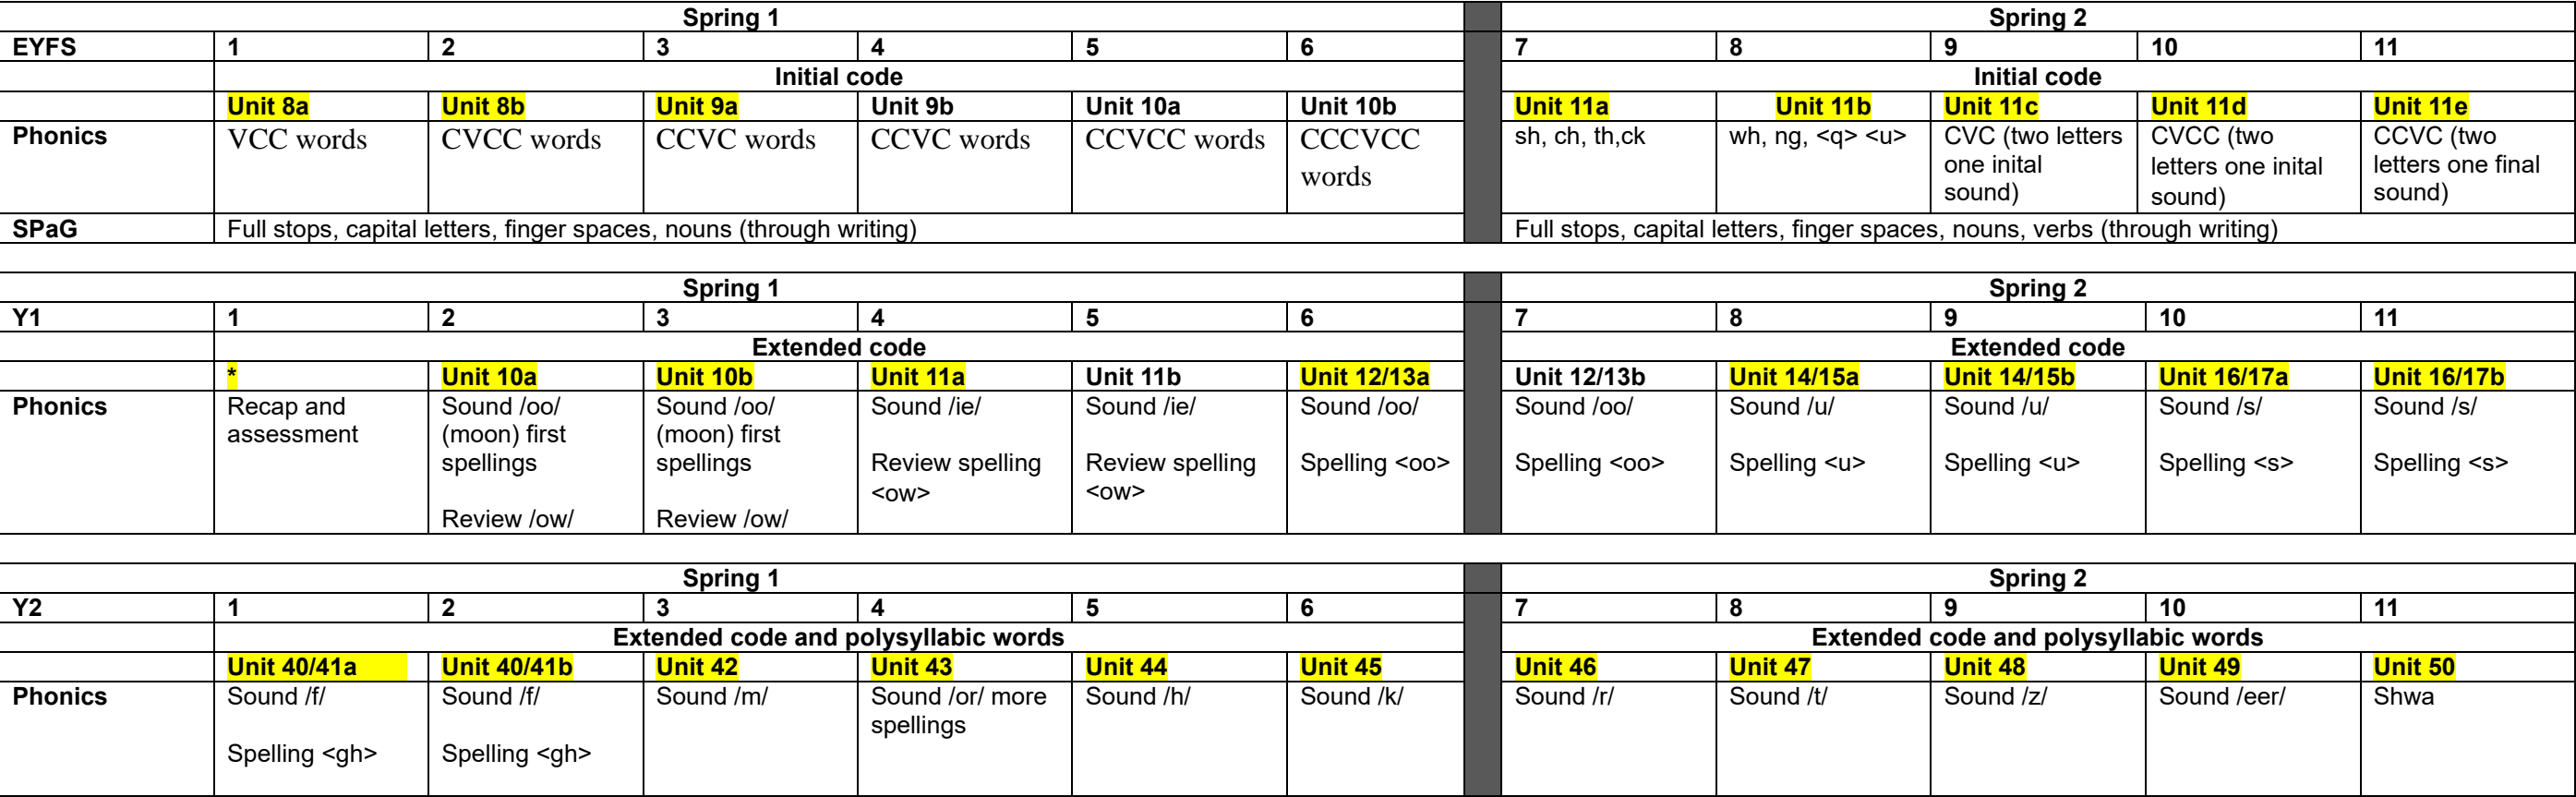 Spring 1 Spring 2
EYFS 1 2 3 4 5 6 7 8 9 10 11
Initial code Initial code
Unit 8a Unit 8b Unit 9a Unit 9b Unit 10a Unit 10b Unit 11a Unit 11b Unit 11c Unit 11d Unit 11e
Phonics VCC words CVCC words CCVC words CCVC words CCVCC words CCCVCC sh, ch, th,ck wh, ng, <q> <u> CVC (two letters CVCC (two CCVC (two
words one inital letters one inital letters one final
sound) sound) sound)
SPaG Full stops, capital letters, finger spaces, nouns (through writing) Full stops, capital letters, finger spaces, nouns, verbs (through writing)
Spring 1 Spring 2
Y1 1 2 3 4 5 6 7 8 9 10 11
Extended code Extended code
* Unit 10a Unit 10b Unit 11a Unit 11b Unit 12/13a Unit 12/13b Unit 14/15a Unit 14/15b Unit 16/17a Unit 16/17b
Phonics Recap and Sound /oo/ Sound /oo/ Sound /ie/ Sound /ie/ Sound /oo/ Sound /oo/ Sound /u/ Sound /u/ Sound /s/ Sound /s/
assessment (moon) first (moon) first
spellings spellings Review spelling Review spelling Spelling <oo> Spelling <oo> Spelling <u> Spelling <u> Spelling <s> Spelling <s>
<ow> <ow>
Review /ow/ Review /ow/
Spring 1 Spring 2
Y2 1 2 3 4 5 6 7 8 9 10 11
Extended code and polysyllabic words Extended code and polysyllabic words
Unit 40/41a Unit 40/41b Unit 42 Unit 43 Unit 44 Unit 45 Unit 46 Unit 47 Unit 48 Unit 49 Unit 50
Phonics Sound /f/ Sound /f/ Sound /m/ Sound /or/ more Sound /h/ Sound /k/ Sound /r/ Sound /t/ Sound /z/ Sound /eer/ Shwa
spellings
Spelling <gh> Spelling <gh>